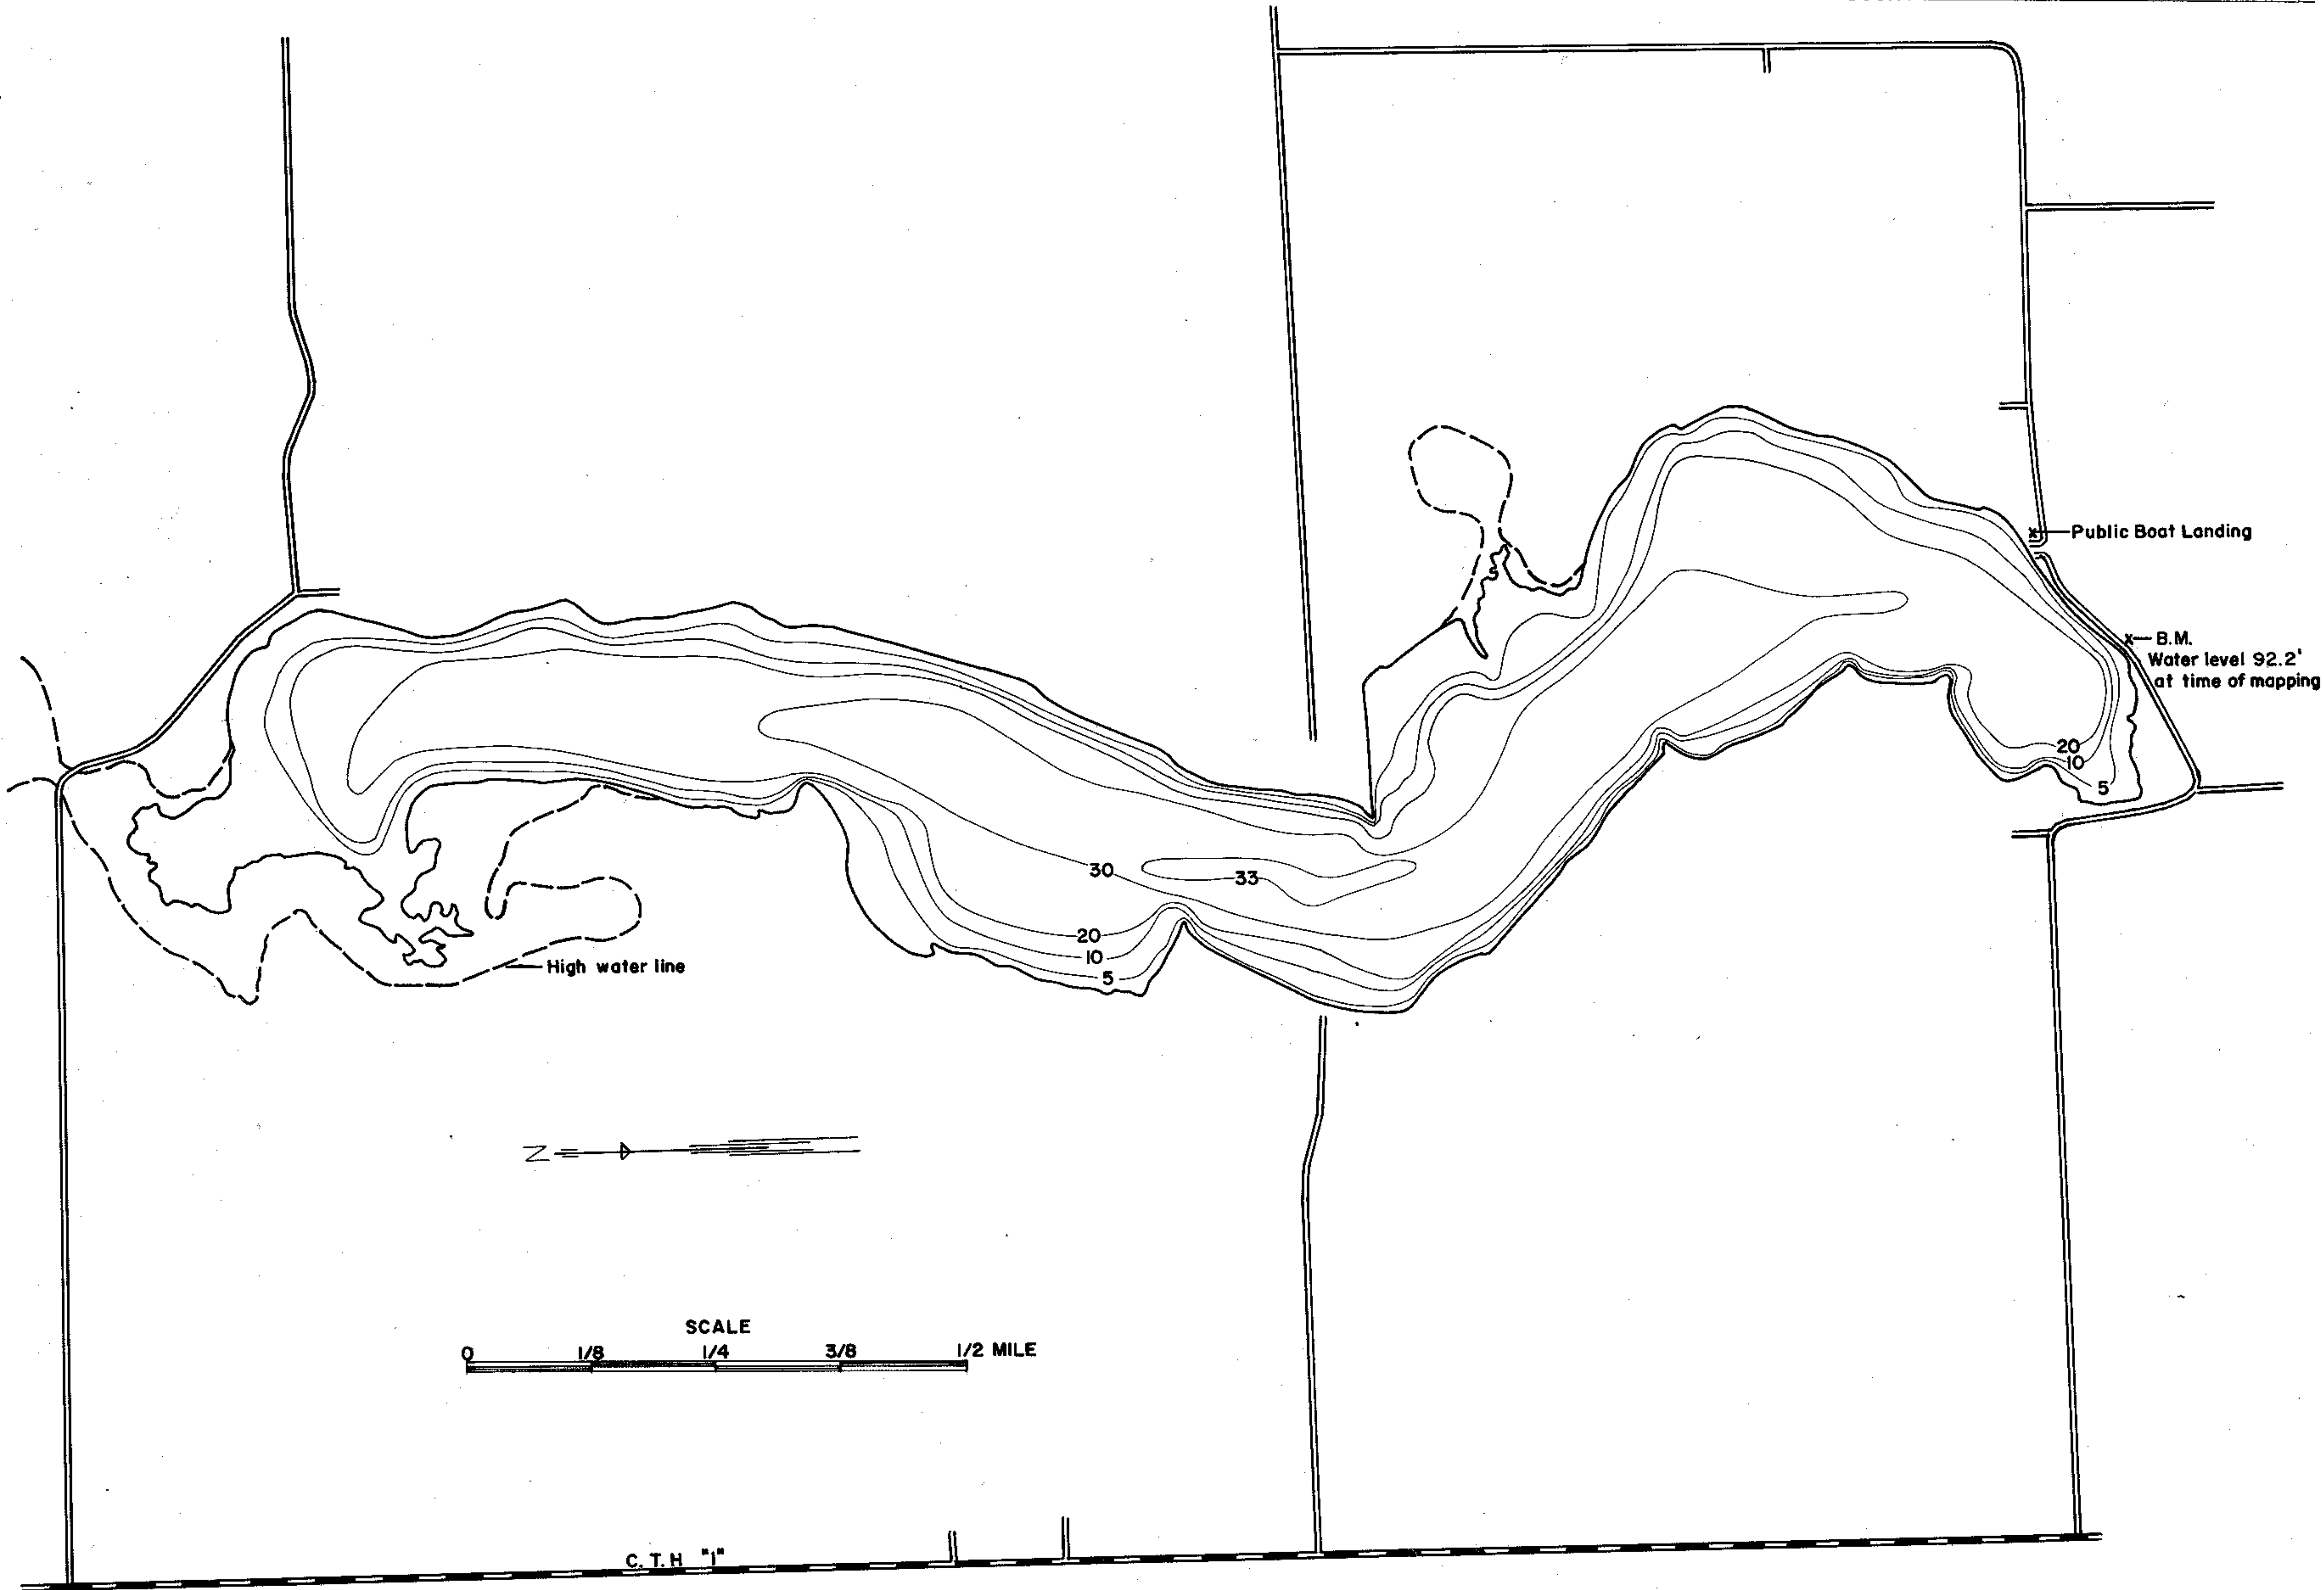 Public Boat Landing
B.M.
Water level 92.2'
at time of mapping
20
10
5
30
33
20
10
5
High water line
N
SCALE
0 1/8 1/4 3/8 1/2 MILE
C. T. H "I"